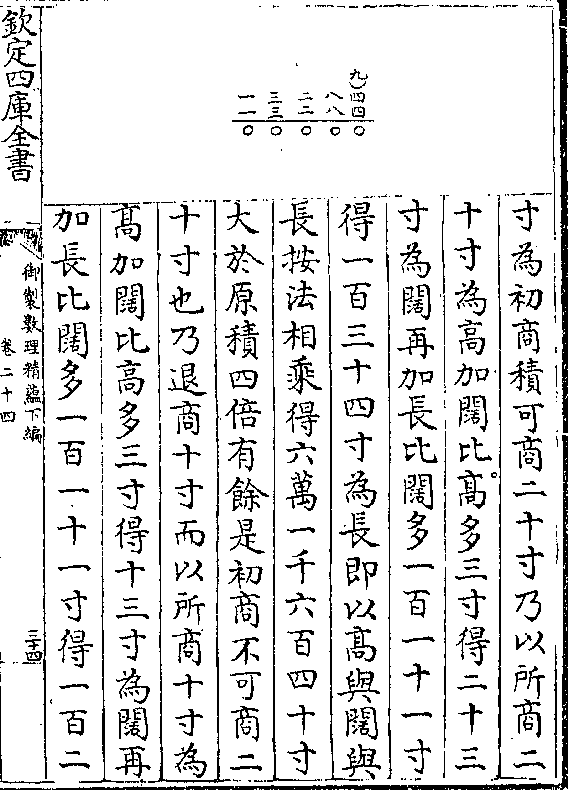 九
一三二八四
一三二八四
○○○○○
寸為初商積可商二十寸乃以所商二
十寸為高加闊比高多三寸得二十三
寸為闊再加長比闊多一百一十一寸
得一百三十四寸為長即以高與闊與
長按法相乘得六萬一千六百四十寸
大於原積四倍有餘是初商不可商二
十寸也乃退商十寸而以所商十寸為
高加闊比高多三寸得十三寸為闊再
加長比闊多一百一十一寸得一百二
欽定四庫全書
御製數理精藴下編
卷二十四
三十四